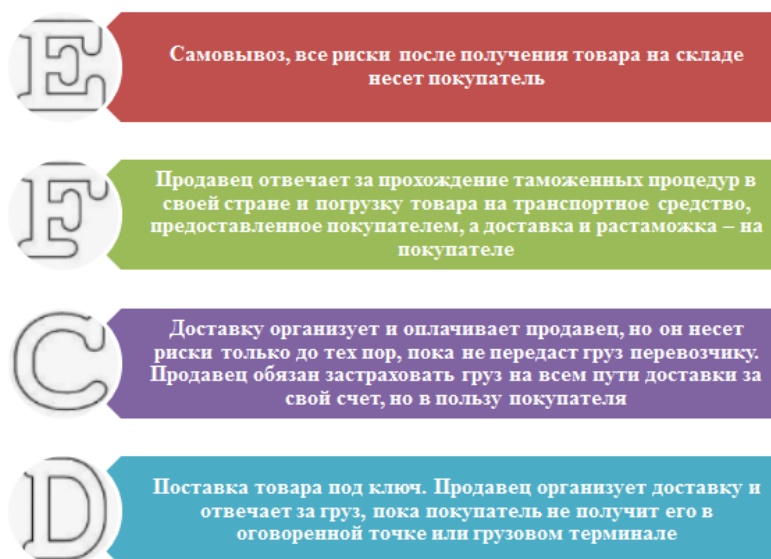 E
Самовывоз, все риски после получения товара на складе
несет покупатель
F
Продавец отвечает за прохождение таможенных процедур в
своей стране и погрузку товара на транспортное средство,
предоставленное покупателем, а доставка и растаможка – на
покупателе
C
Доставку организует и оплачивает продавец, но он несет
риски только до тех пор, пока не передаст груз перевозчику.
Продавец обязан застраховать груз на всем пути доставки за
свой счет, но в пользу покупателя
D
Поставка товара под ключ. Продавец организует доставку и
отвечает за груз, пока покупатель не получит его в
оговоренной точке или грузовом терминале